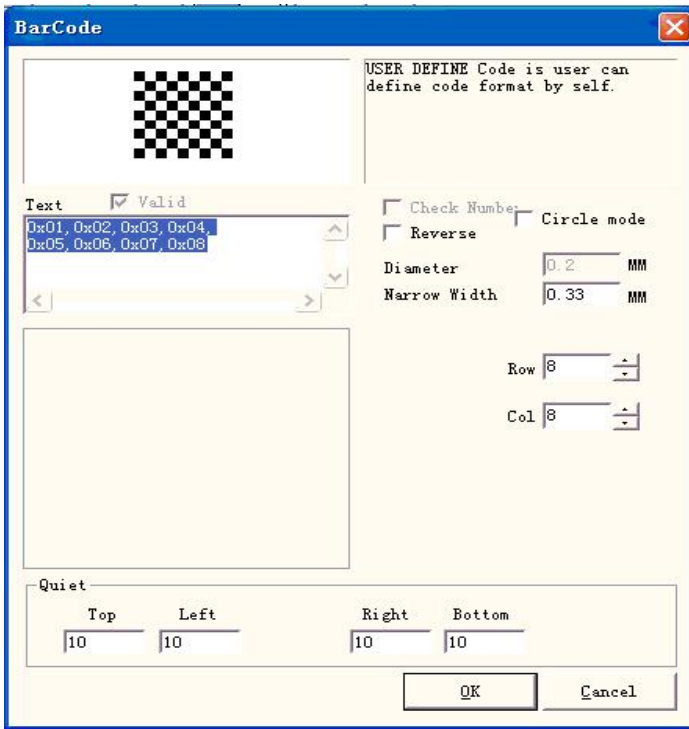 BarCode
USER DEFINE Code is user can
define code format by self.
Text
Valid
0x01, 0x02, 0x03, 0x04,
0x05, 0x06, 0x07, 0x08
Check Numbe
Circle mode
Reverse
Diameter 0.2 MM
Narrow Width 0.33 MM
Row 8
Col 8
Quiet
Top Left Right Bottom
10 10 10 10
OK Cancel